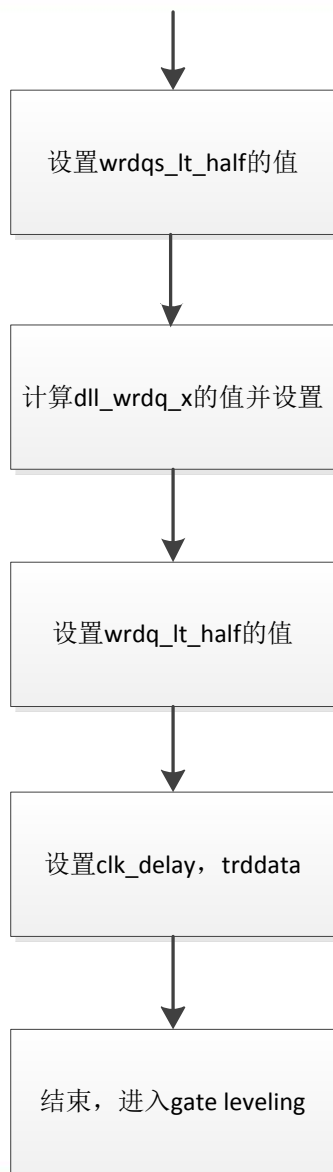 设置wrdqs_lt_half的值
计算dll_wrdq_x的值并设置
设置wrdq_lt_half的值
设置clk_delay，trddata
结束，进入gate leveling